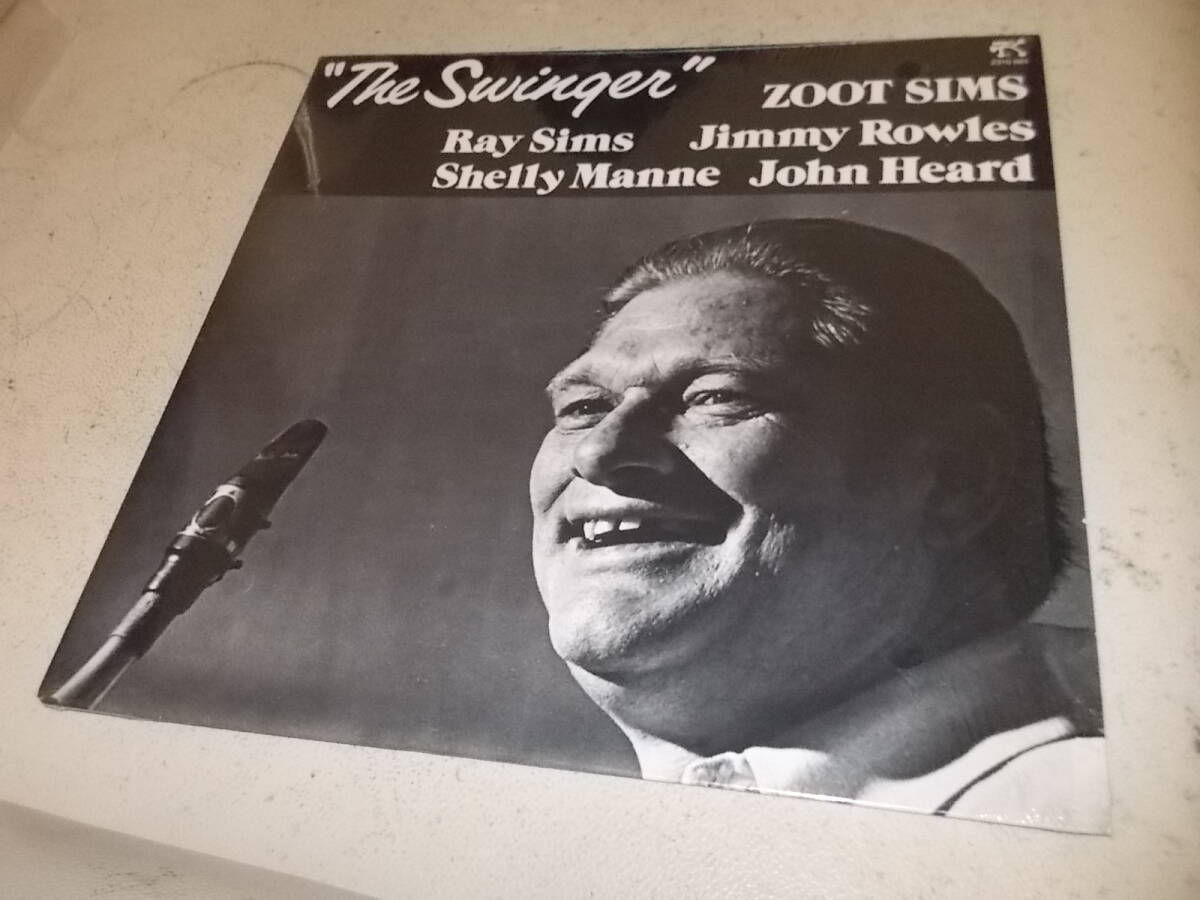 "The Swinger"
ZOOT SIMS
Ray Sims Jimmy Rowles
Shelly Manne John Heard